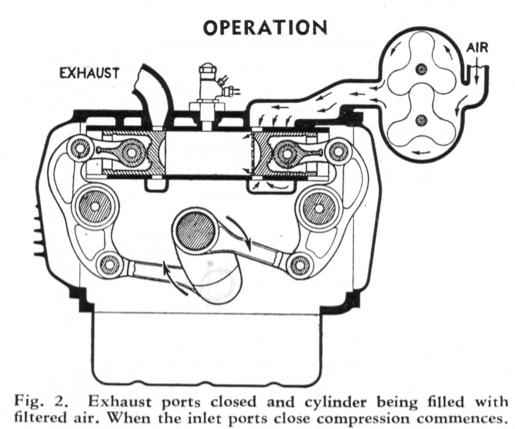 OPERATION
EXHAUST
AIR
Fig. 2. Exhaust ports closed and cylinder being filled with
filtered air. When the inlet ports close compression commences.